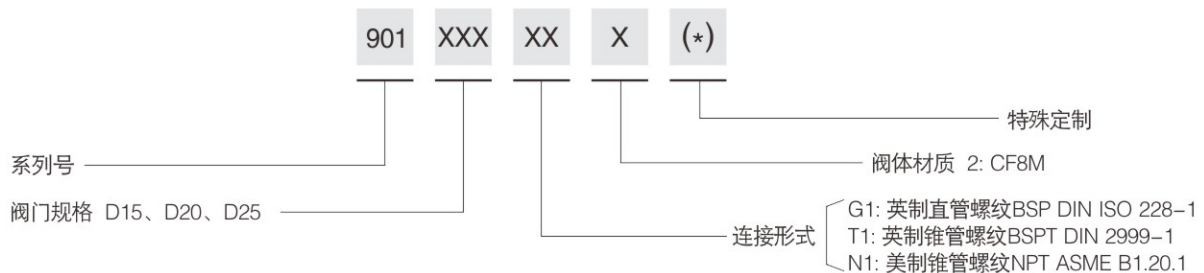 901 XXX XX X (*)
特殊定制
系列号
阀体材质 2: CF8M
阀门规格 D15、D20、D25
G1: 英制直管螺纹BSP DIN ISO 228-1
连接形式 T1: 英制锥管螺纹BSPT DIN 2999-1
N1: 美制锥管螺纹NPT ASME B1.20.1